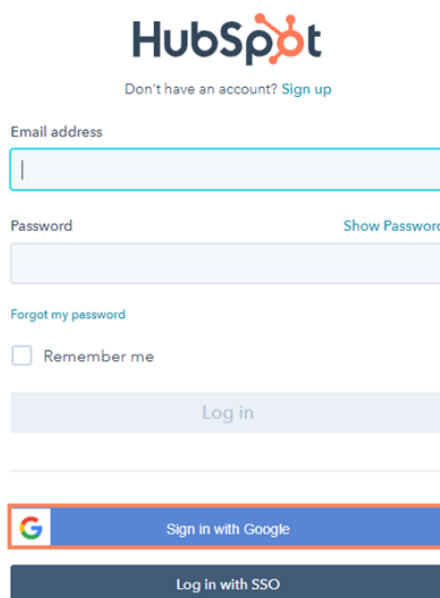 HubSpot
Don't have an account? Sign up
Email address
Password Show Password
Forgot my password
Remember me
Log in
Sign in with Google
Log in with SSO